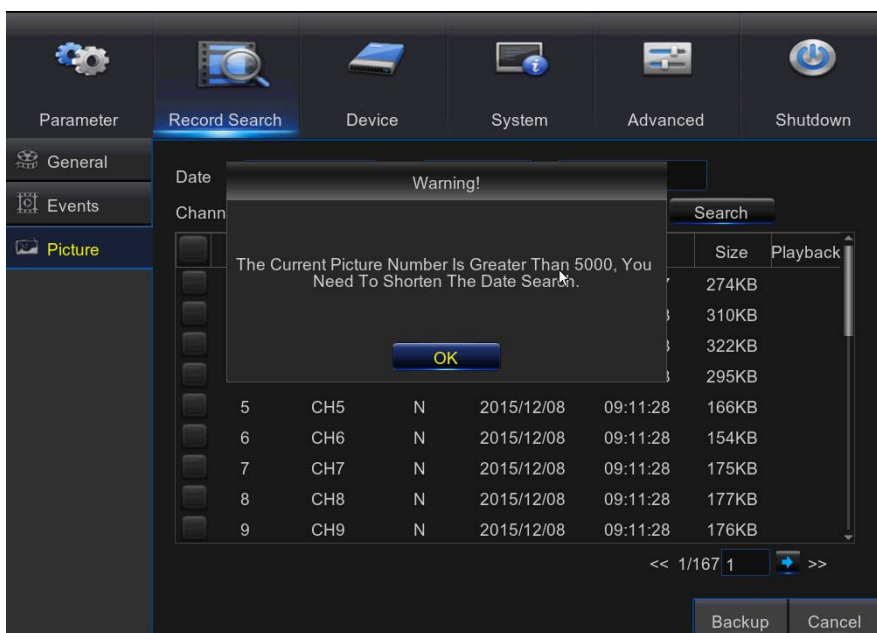 Parameter Record Search Device System Advanced Shutdown
General
Events
Picture
Date
Chann
Search
Warning!
The Current Picture Number Is Greater Than 5000, You
Need To Shorten The Date Search.
OK
Size Playback
274KB
310KB
322KB
295KB
5 CH5 N 2015/12/08 09:11:28 166KB
6 CH6 N 2015/12/08 09:11:28 154KB
7 CH7 N 2015/12/08 09:11:28 175KB
8 CH8 N 2015/12/08 09:11:28 177KB
9 CH9 N 2015/12/08 09:11:28 176KB
<< 1/167 1 >>
Backup Cancel